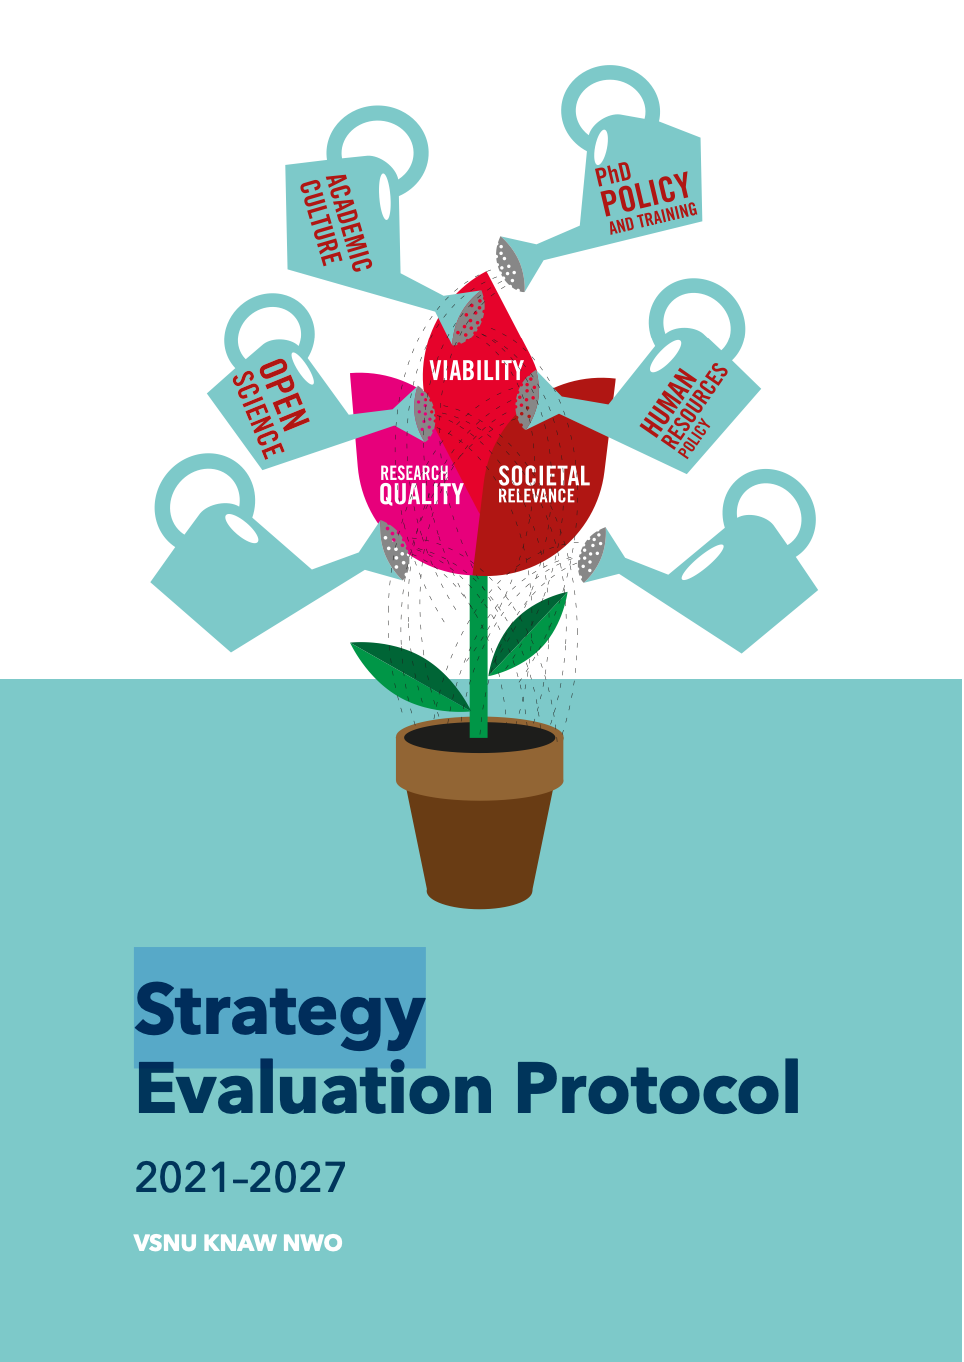 ACADEMIC
CULTURE
PhD
POLICY
AND TRAINING
OPEN
SCIENCE
HUMAN
RESOURCES
POLICY
VIABILITY
RESEARCH
QUALITY
SOCIETAL
RELEVANCE
Strategy
Evaluation Protocol
2021–2027
VSNU KNAW NWO